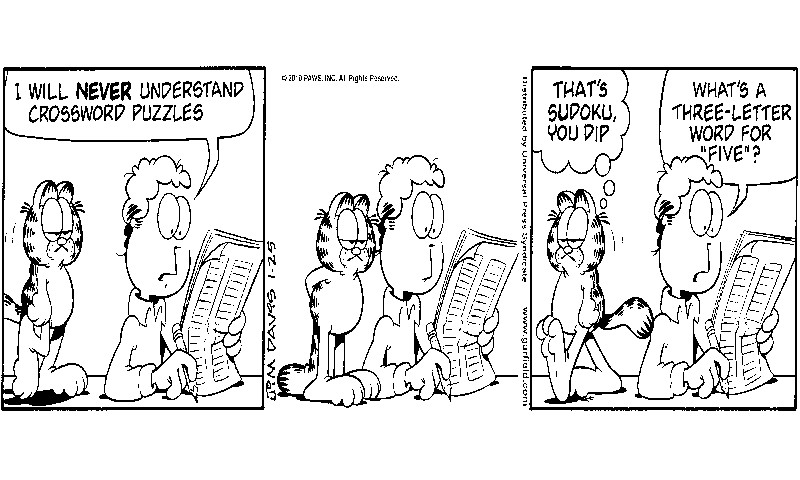 I WILL NEVER UNDERSTAND
CROSSWORD PUZZLES
© 2010 PAWS, INC. All Rights Reserved.
JIM DAVIS 1-25
Distributed by Universal Press Syndicate
www.garfield.com
THAT'S
SUDOKU,
YOU DIP
WHAT'S A
THREE-LETTER
WORD FOR
"FIVE"?